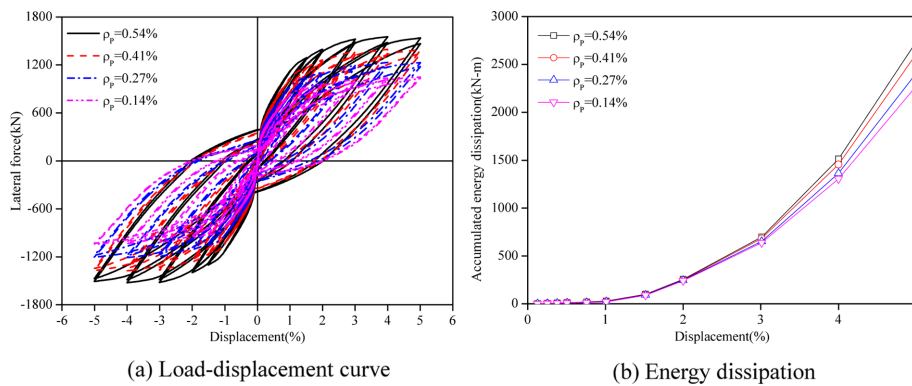 1800
1200
600
0
-600
-1200
-1800
Lateral force(kN)
ρP=0.54%
ρP=0.41%
ρP=0.27%
ρP=0.14%
-6 -5 -4 -3 -2 -1 0 1 2 3 4 5 6
Displacement(%)
(a) Load-displacement curve
3000
2500
2000
1500
1000
500
0
Accumulated energy dissipation(kN-m)
ρP=0.54%
ρP=0.41%
ρP=0.27%
ρP=0.14%
0 1 2 3 4
Displacement(%)
(b) Energy dissipation